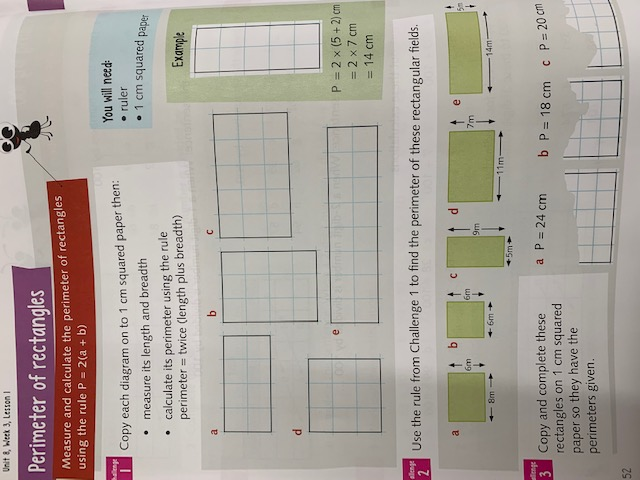 Unit 8, Week 3, Lesson 1
Perimeter of rectangles
Measure and calculate the perimeter of rectangles
using the rule P = 2(a + b)
You will need:
• ruler
• 1 cm squared paper
Challenge
1
Copy each diagram on to 1 cm squared paper then:
• measure its length and breadth
• calculate its perimeter using the rule
perimeter = twice (length plus breadth)
Example
P = 2 × (5 + 2) cm
= 2 × 7 cm
= 14 cm
a
b
c
d
e
Challenge
2
Use the rule from Challenge 1 to find the perimeter of these rectangular fields.
a
8m
6m
b
6m
6m
c
5m
9m
d
11m
7m
e
14m
5m
Challenge
3
Copy and complete these
rectangles on 1 cm squared
paper so they have the
perimeters given.
a P = 24 cm
b P = 18 cm
c P = 20 cm
52